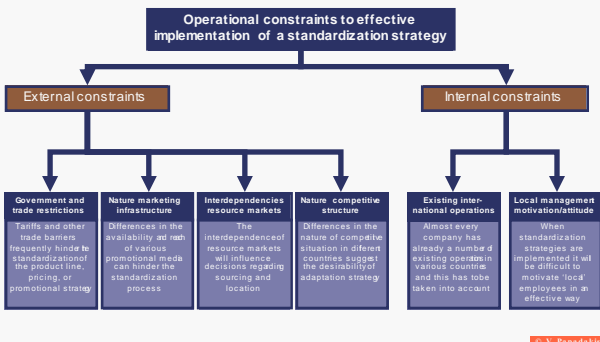 Operational constraints to effective
implementation of a standardization strategy
External constraints
Internal constraints
Government and
trade restrictions
Tariffs and other
trade barriers
frequently hinder the
standardization of
the product line,
pricing, or
promotional strategy
Nature marketing
infrastructure
Differences in the
availability and reach
of various
promotional media
can hinder the
standardization
process
Interdependencies
resource markets
The
interdependence of
resource markets
will influence
decisions regarding
sourcing and
location
Nature competitive
structure
Differences in the
nature of competitive
situation in different
countries suggest
the desirability of
adaptation strategy
Existing inter-
national operations
Almost every
company has
already a number of
existing operations in
various countries
and this has to be
taken into account
Local management
motivation/attitude
When
standardization
strategies are
implemented it will
be difficult to
motivate 'local'
employees in an
effective way